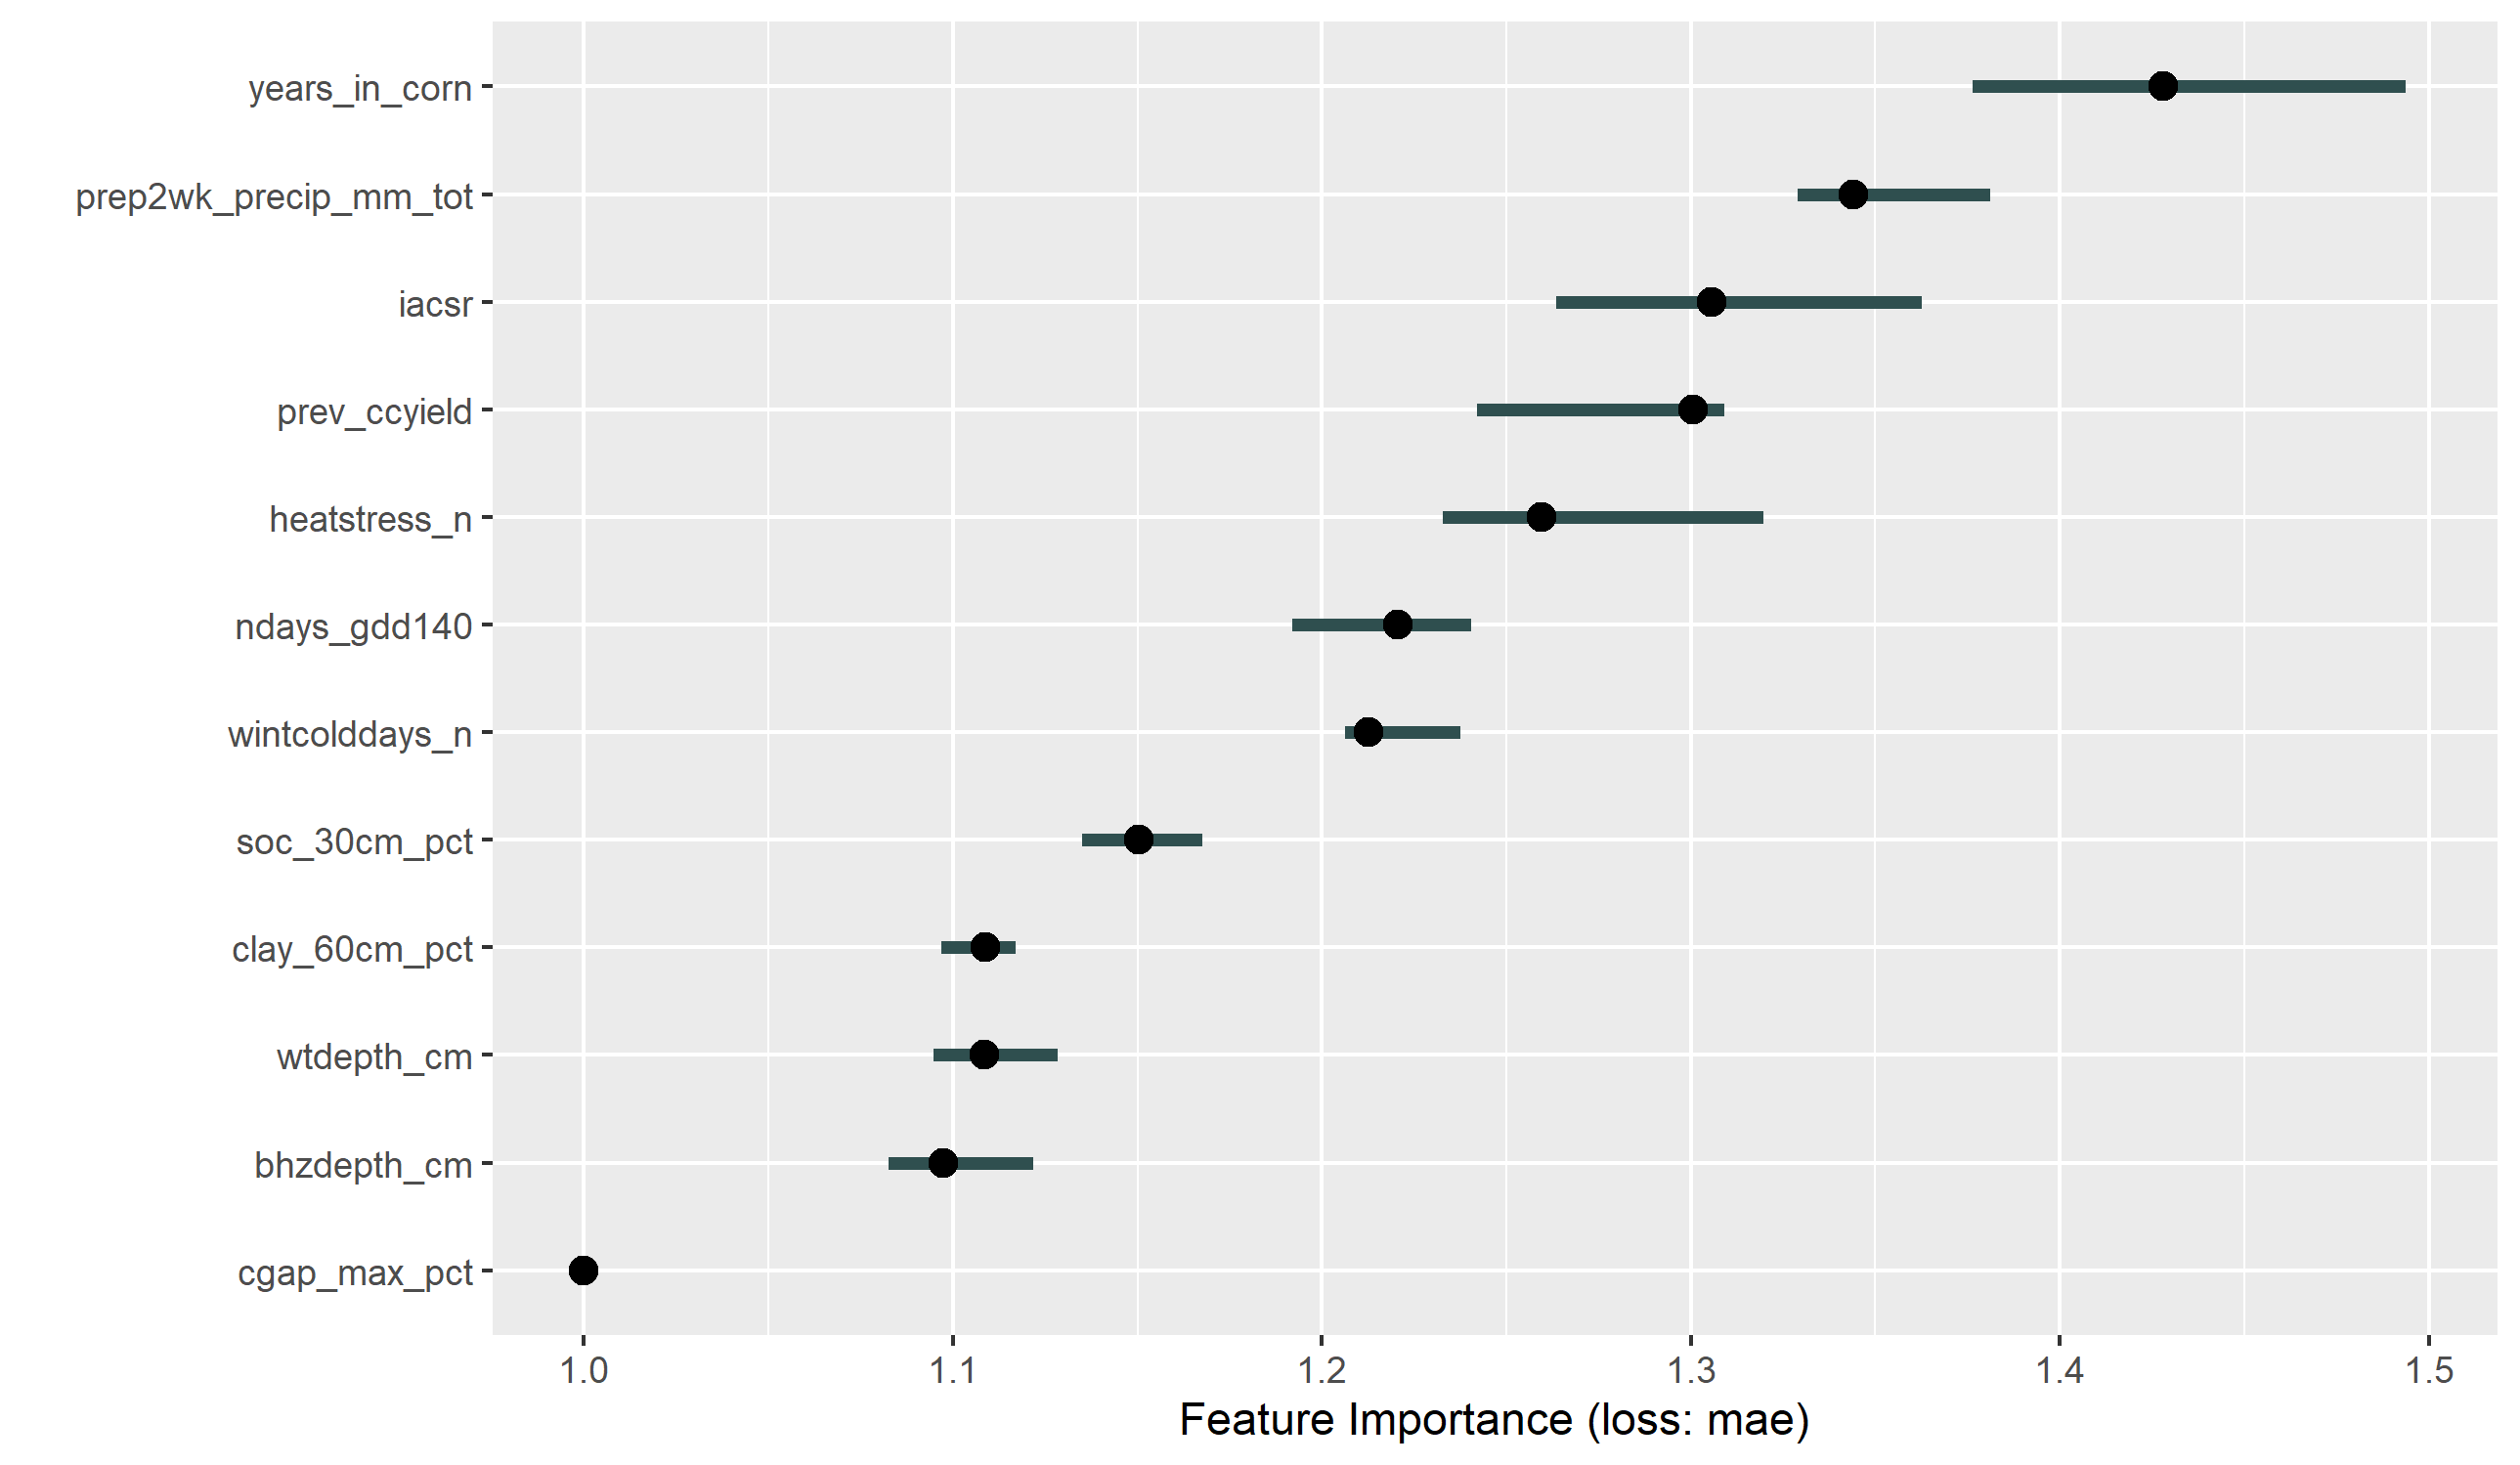 years_in_corn
prep2wk_precip_mm_tot
iacsr
prev_ccyield
heatstress_n
ndays_gdd140
wintcolddays_n
soc_30cm_pct
clay_60cm_pct
wtdepth_cm
bhzdepth_cm
cgap_max_pct
1.0 1.1 1.2 1.3 1.4 1.5
Feature Importance (loss: mae)